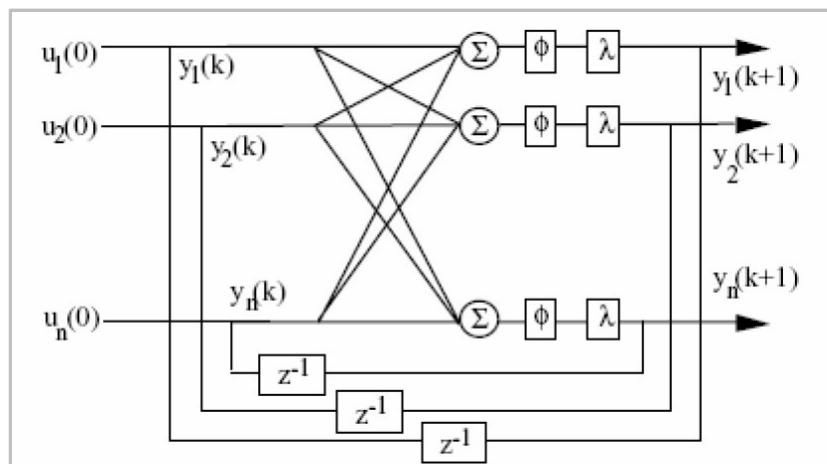 u1(0)
y1(k)
Σ
ϕ
λ
y1(k+1)
u2(0)
y2(k)
Σ
ϕ
λ
y2(k+1)
un(0)
yn(k)
Σ
ϕ
λ
yn(k+1)
z-1
z-1
z-1